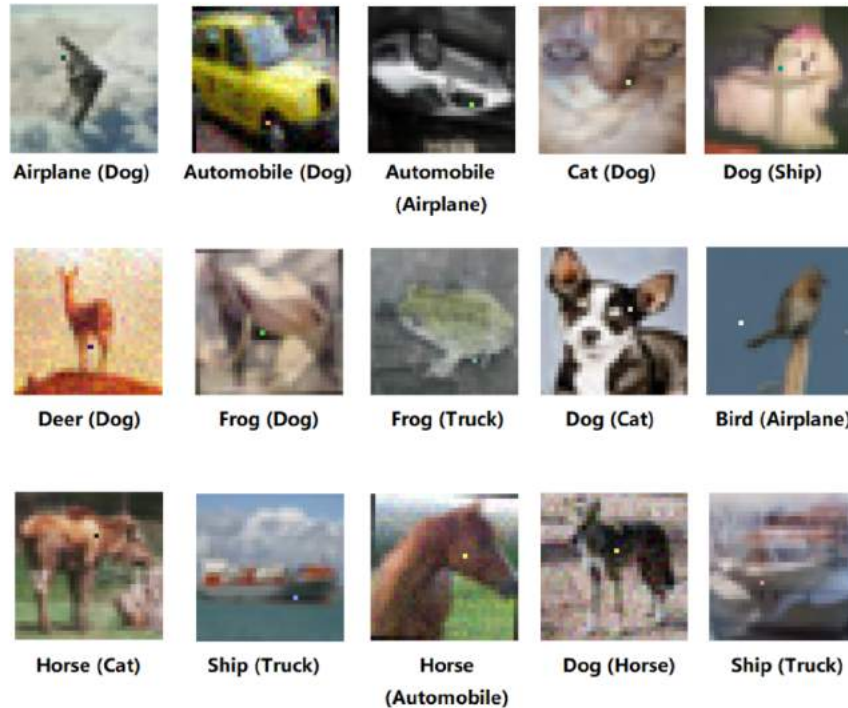 Airplane (Dog)
Automobile (Dog)
Automobile
(Airplane)
Cat (Dog)
Dog (Ship)
Deer (Dog)
Frog (Dog)
Frog (Truck)
Dog (Cat)
Bird (Airplane)
Horse (Cat)
Ship (Truck)
Horse
(Automobile)
Dog (Horse)
Ship (Truck)